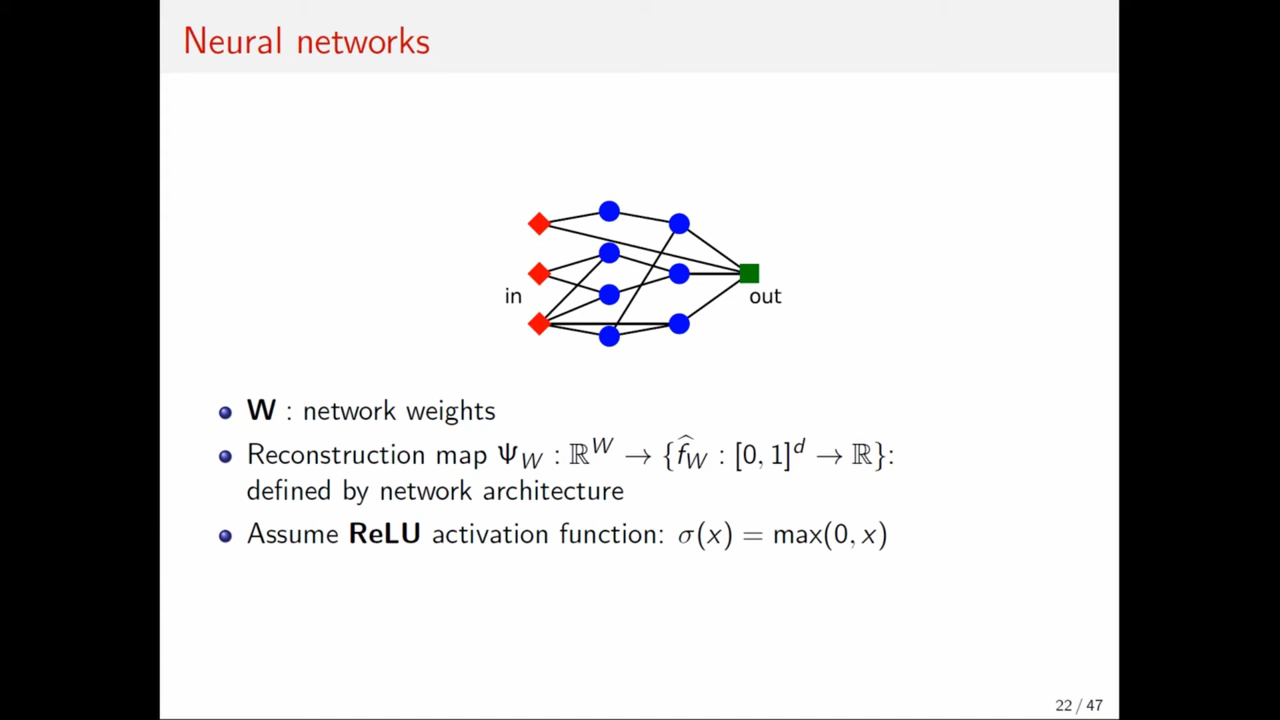 Neural networks
in
out
W : network weights
Reconstruction map Ψ_W : ℝ^W → {f̂_W : [0, 1]^d → ℝ}:
defined by network architecture
Assume ReLU activation function: σ(x) = max(0, x)
22 / 47